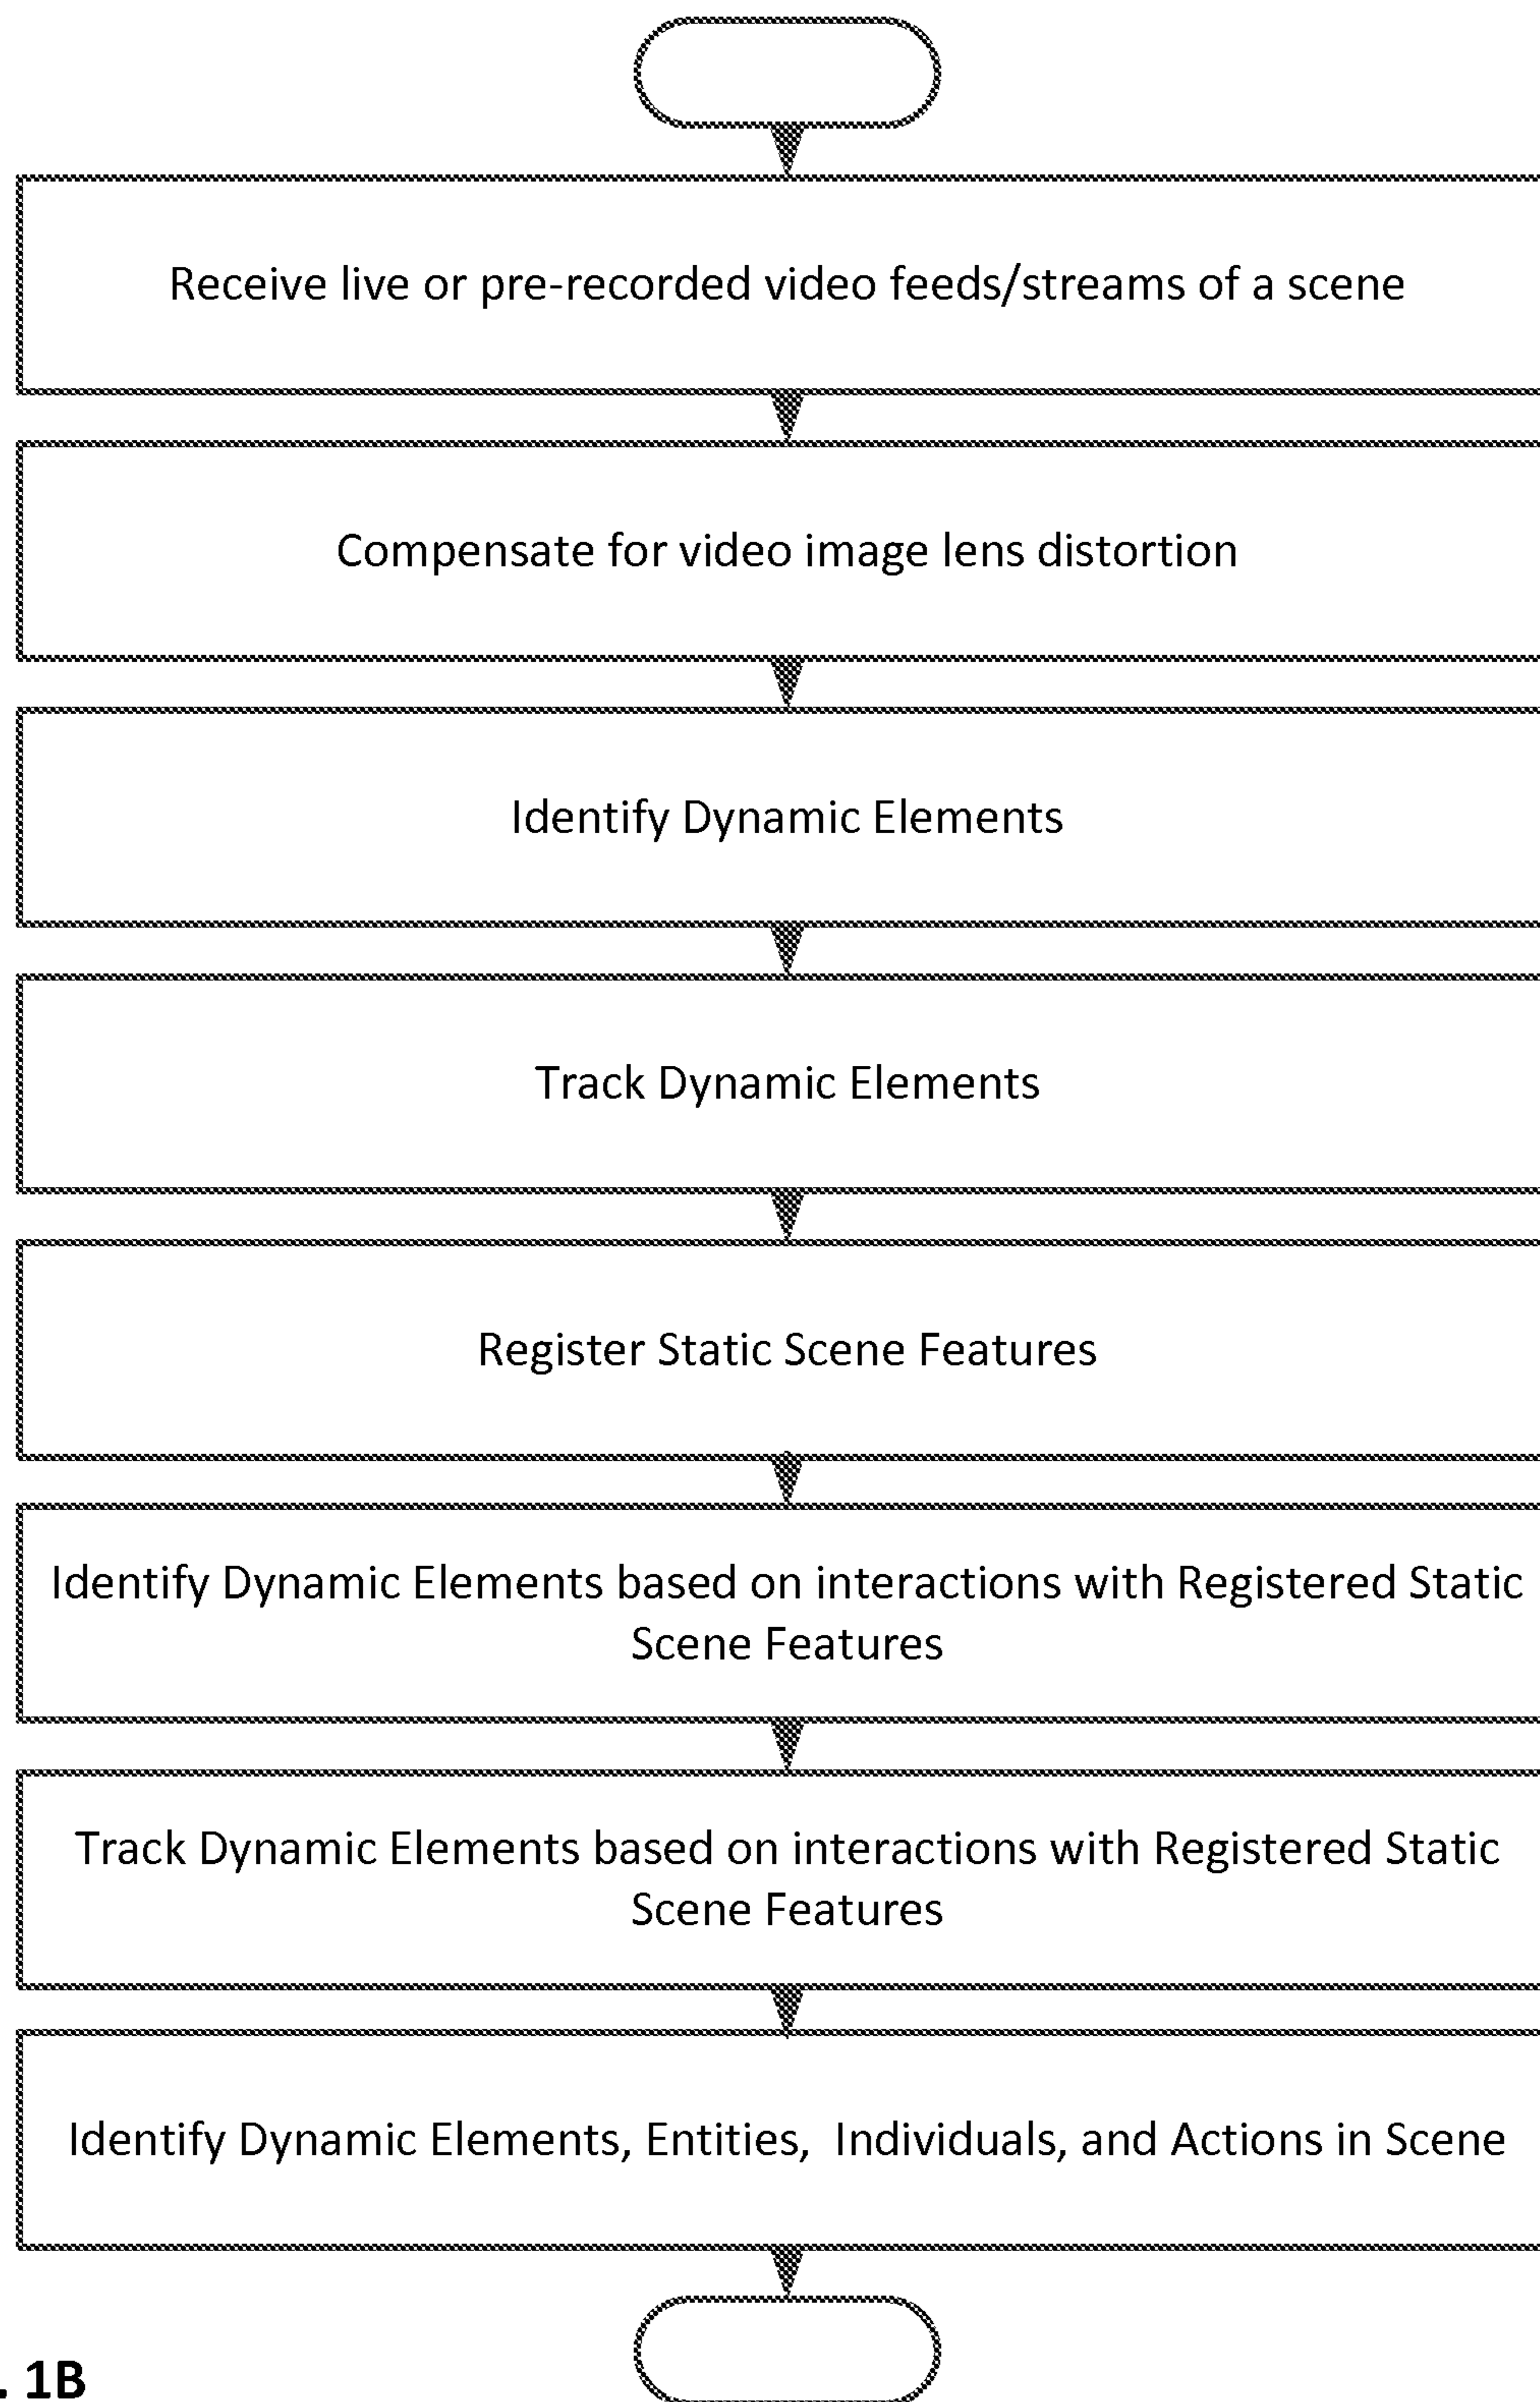 Receive live or pre-recorded video feeds/streams of a scene
Compensate for video image lens distortion
Identify Dynamic Elements
Track Dynamic Elements
Register Static Scene Features
Identify Dynamic Elements based on interactions with Registered Static
Scene Features
Track Dynamic Elements based on interactions with Registered Static
Scene Features
Identify Dynamic Elements, Entities, Individuals, and Actions in Scene
. 1B